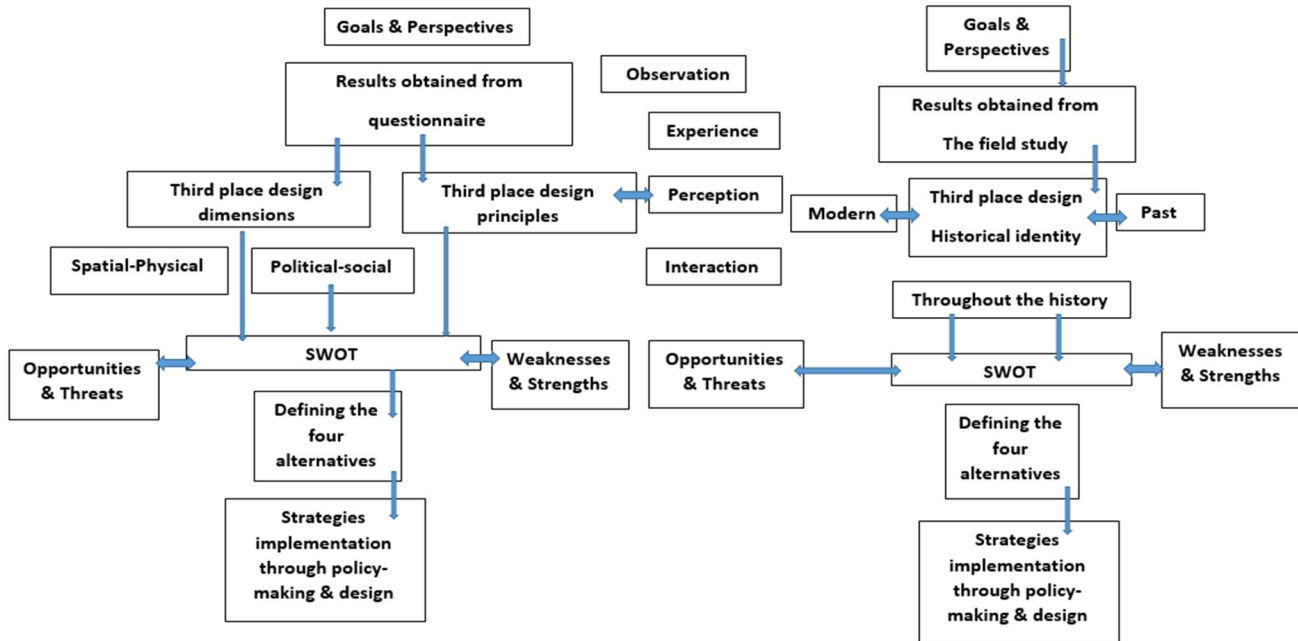 Goals & Perspectives
Results obtained from
questionnaire
Third place design
dimensions
Third place design
principles
Observation
Experience
Perception
Interaction
Spatial-Physical
Political-social
SWOT
Opportunities
& Threats
Weaknesses
& Strengths
Defining the
four
alternatives
Strategies
implementation
through policy-
making & design
Goals &
Perspectives
Results obtained from
The field study
Modern
Third place design
Historical identity
Past
Throughout the history
Opportunities
& Threats
SWOT
Weaknesses
& Strengths
Defining the
four
alternatives
Strategies
implementation
through policy-
making & design